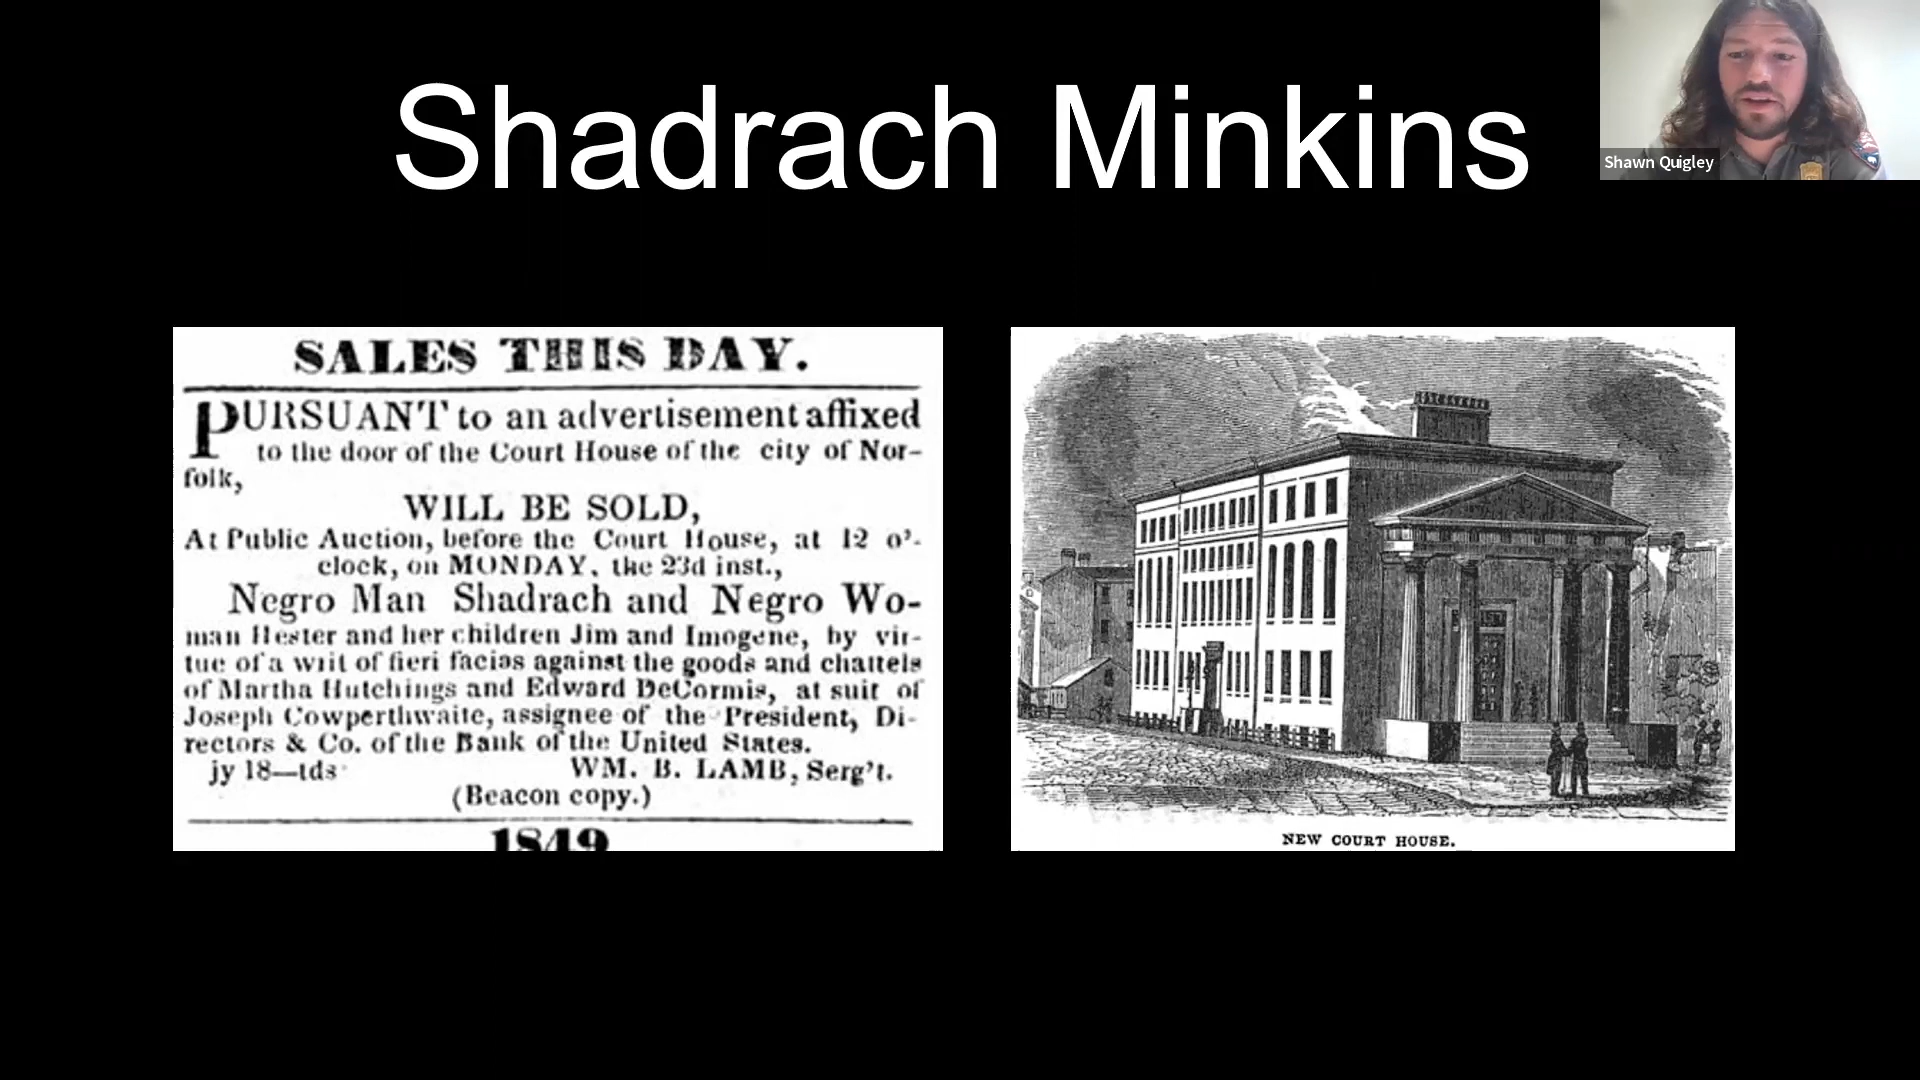 Shadrach Minkins
Shawn Quigley
SALES THIS DAY.
PURSUANT to an advertisement affixed
to the door of the Court House of the city of Nor-
folk,
WILL BE SOLD,
At Public Auction, before the Court House, at 12 o'-
clock, on MONDAY, the 23d inst.,
Negro Man Shadrach and Negro Wo-
man Hester and her children Jim and Imogene, by vir-
tue of a writ of fieri facias against the goods and chattels
of Martha Hutchings and Edward DeCormis, at suit of
Joseph Cowperthwaite, assignee of the President, Di-
rectors & Co. of the Bank of the United States.
jy 18—tds WM. B. LAMB, Serg't.
(Beacon copy.)
1849
NEW COURT HOUSE.